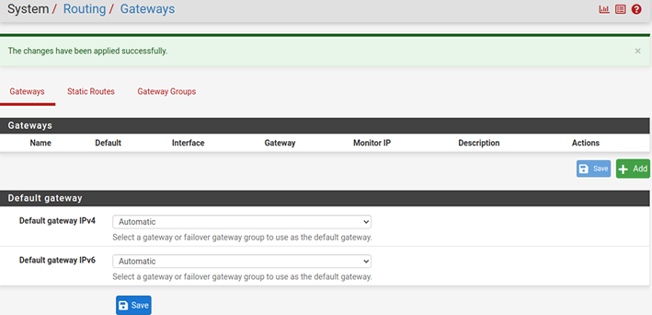 System / Routing / Gateways
The changes have been applied successfully. ×
Gateways Static Routes Gateway Groups
Gateways
Name Default Interface Gateway Monitor IP Description Actions
Save Add
Default gateway
Default gateway IPv4 Automatic
Select a gateway or failover gateway group to use as the default gateway.
Default gateway IPv6 Automatic
Select a gateway or failover gateway group to use as the default gateway.
Save